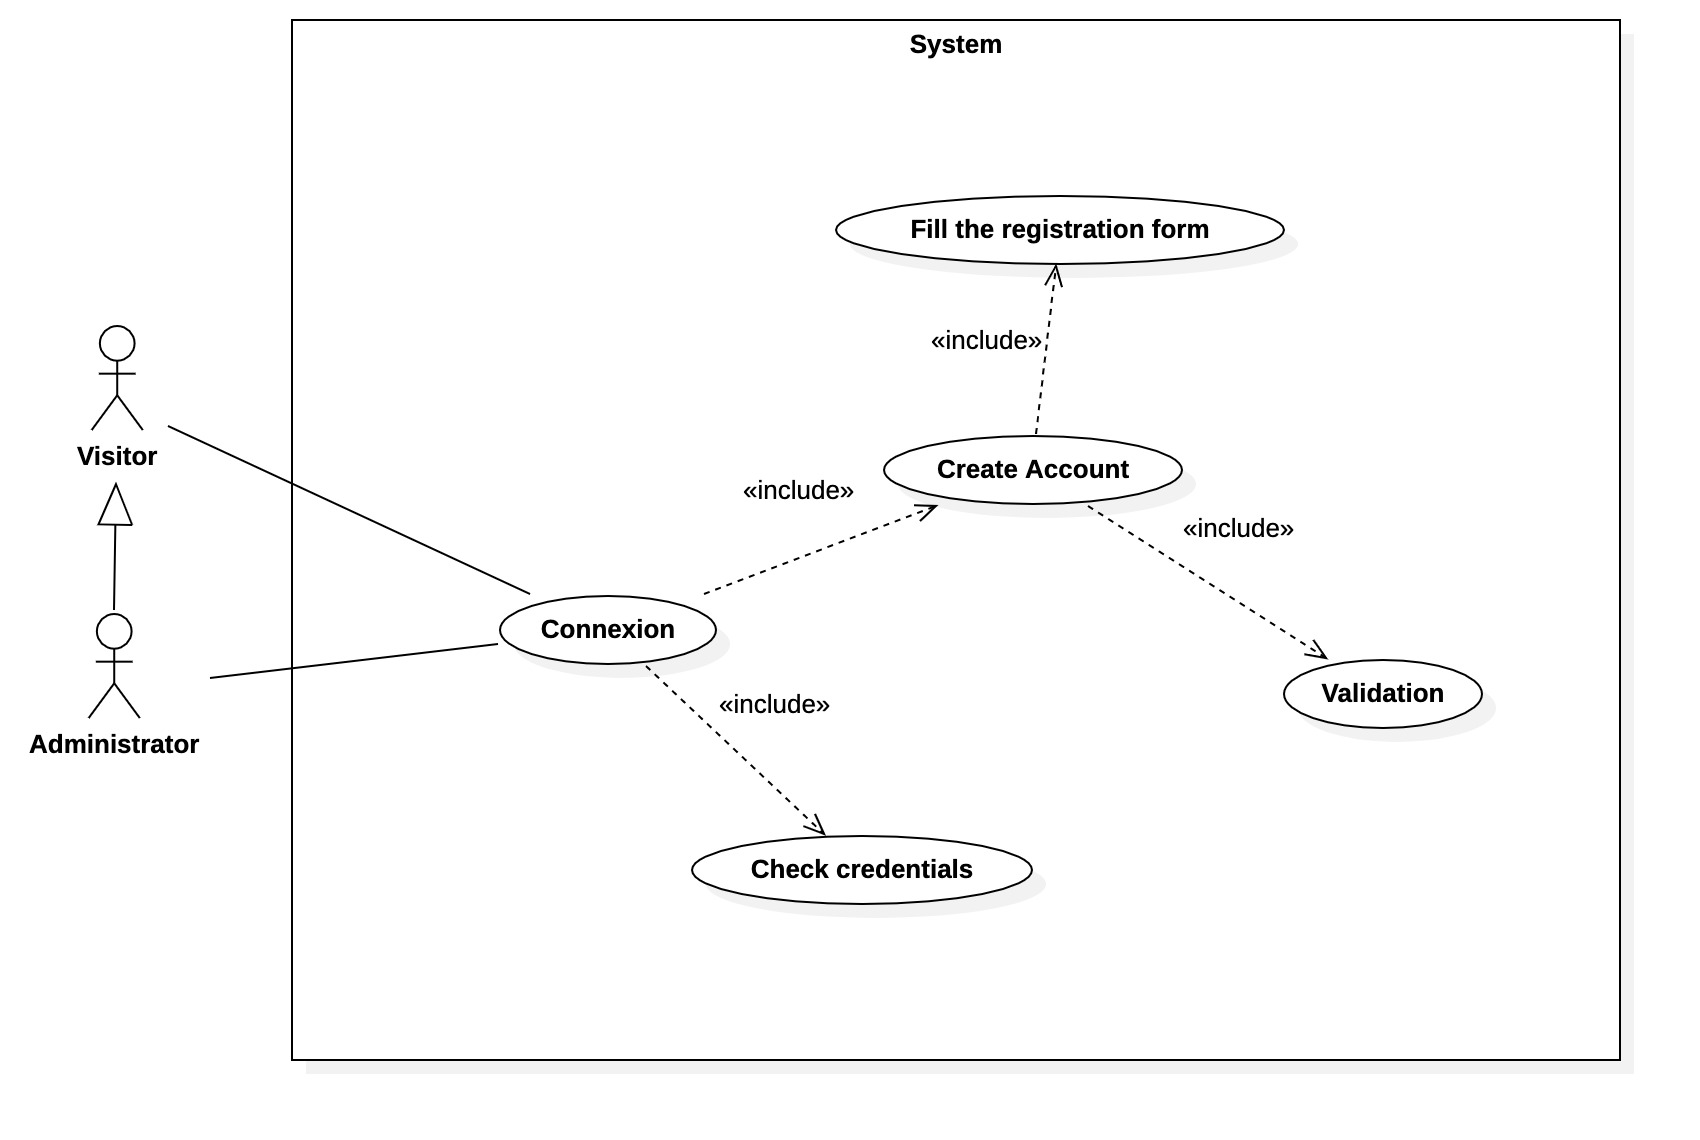 System
Fill the registration form
«include»
Visitor
Create Account
«include»
«include»
Connexion
Validation
«include»
Administrator
Check credentials